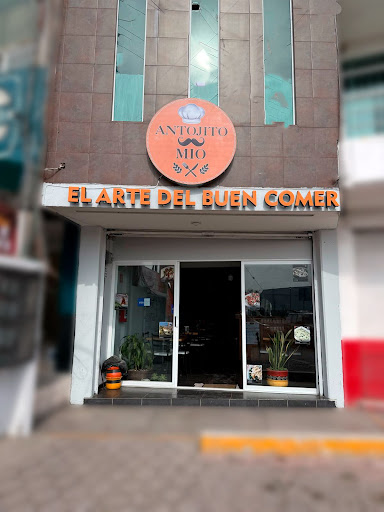 ANTOJITO
MIO
EL ARTE DEL BUEN COMER